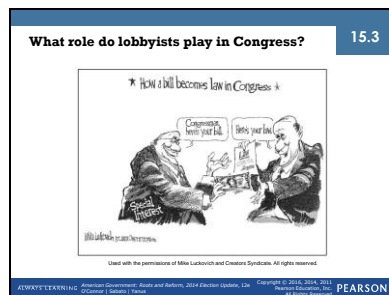 What role do lobbyists play in Congress?
15.3
★ How a bill becomes law in Congress ★
Congressman,
here's your bill.
Here's your law.
Special
Interest
Used with the permissions of Mike Luckovich and Creators Syndicate. All rights reserved.
ALWAYS LEARNING
American Government: Roots and Reform, 2014 Election Update, 12e
O'Connor | Sabato | Yanus
Copyright © 2016, 2014, 2011
Pearson Education, Inc.
All Rights Reserved
PEARSON